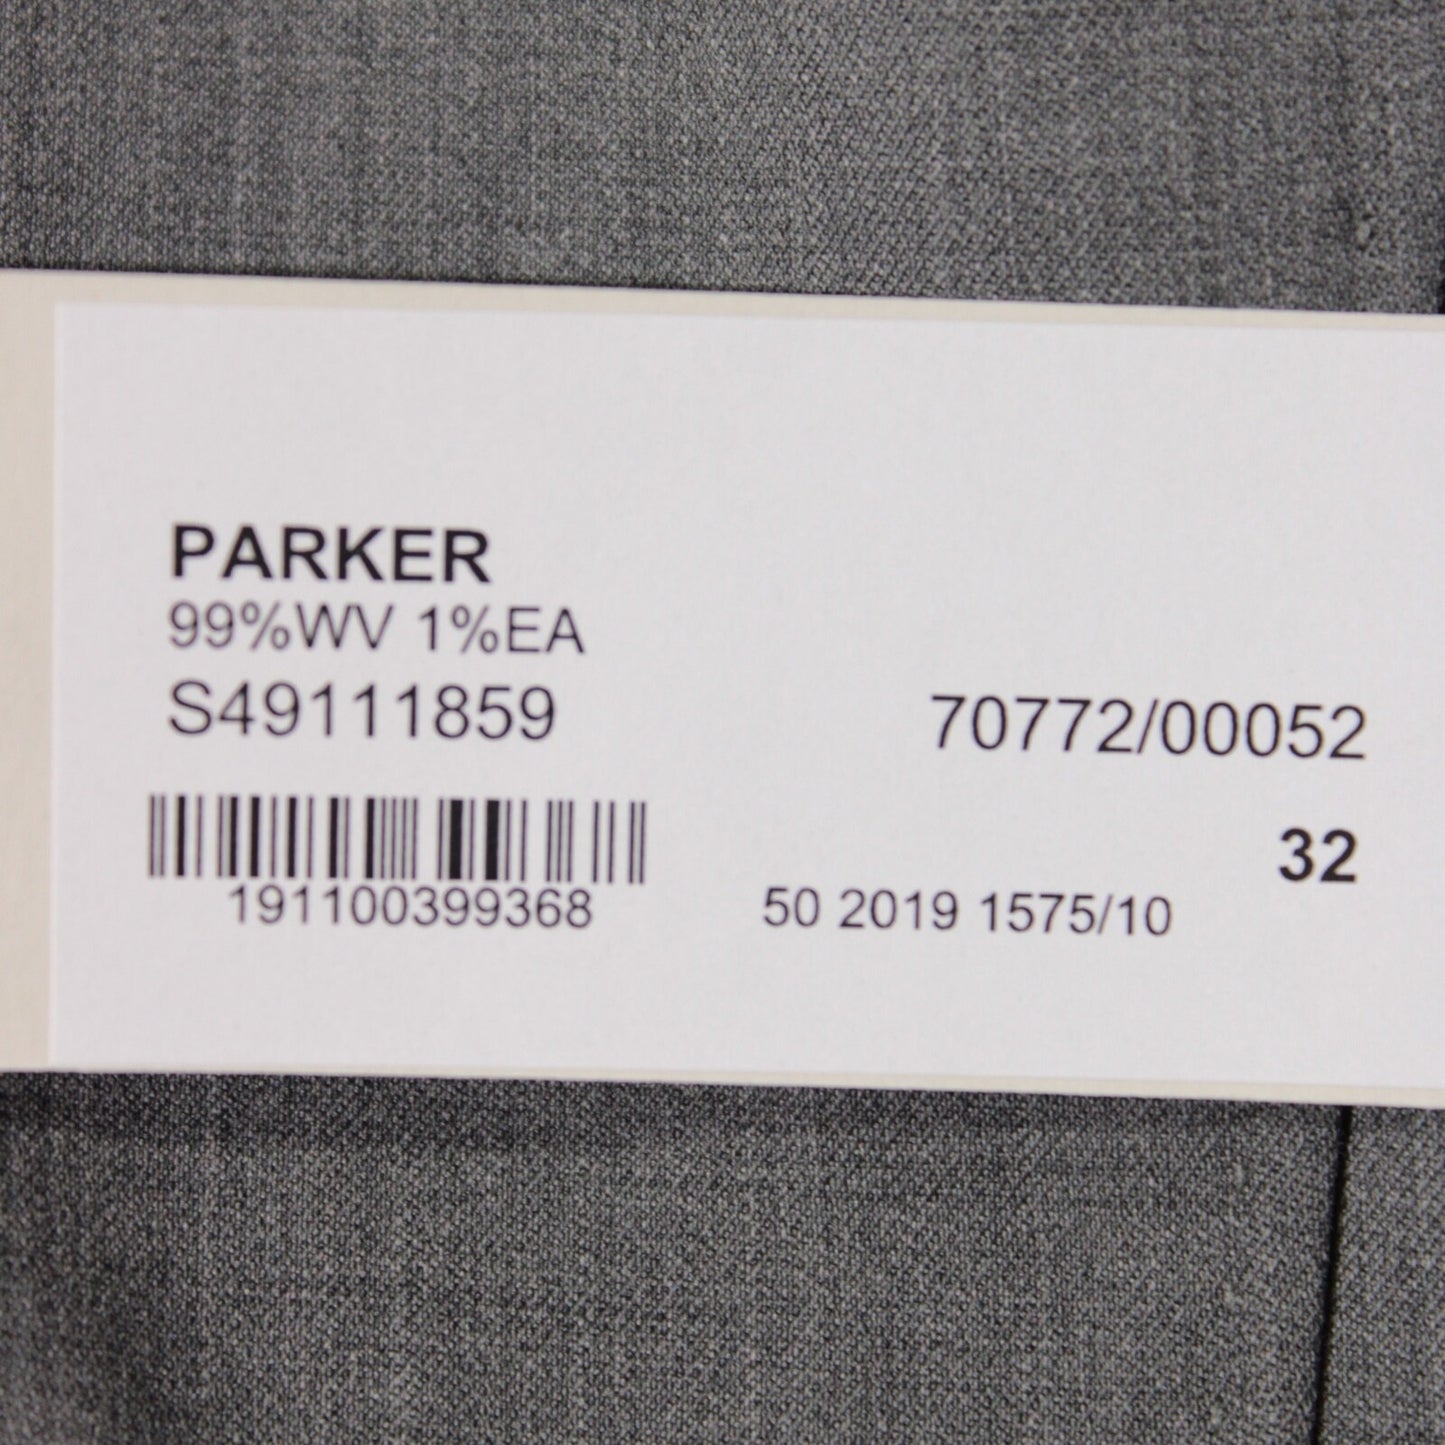 PARKER
99%WV 1%EA
S49111859
70772/00052
32
191100399368
50 2019 1575/10